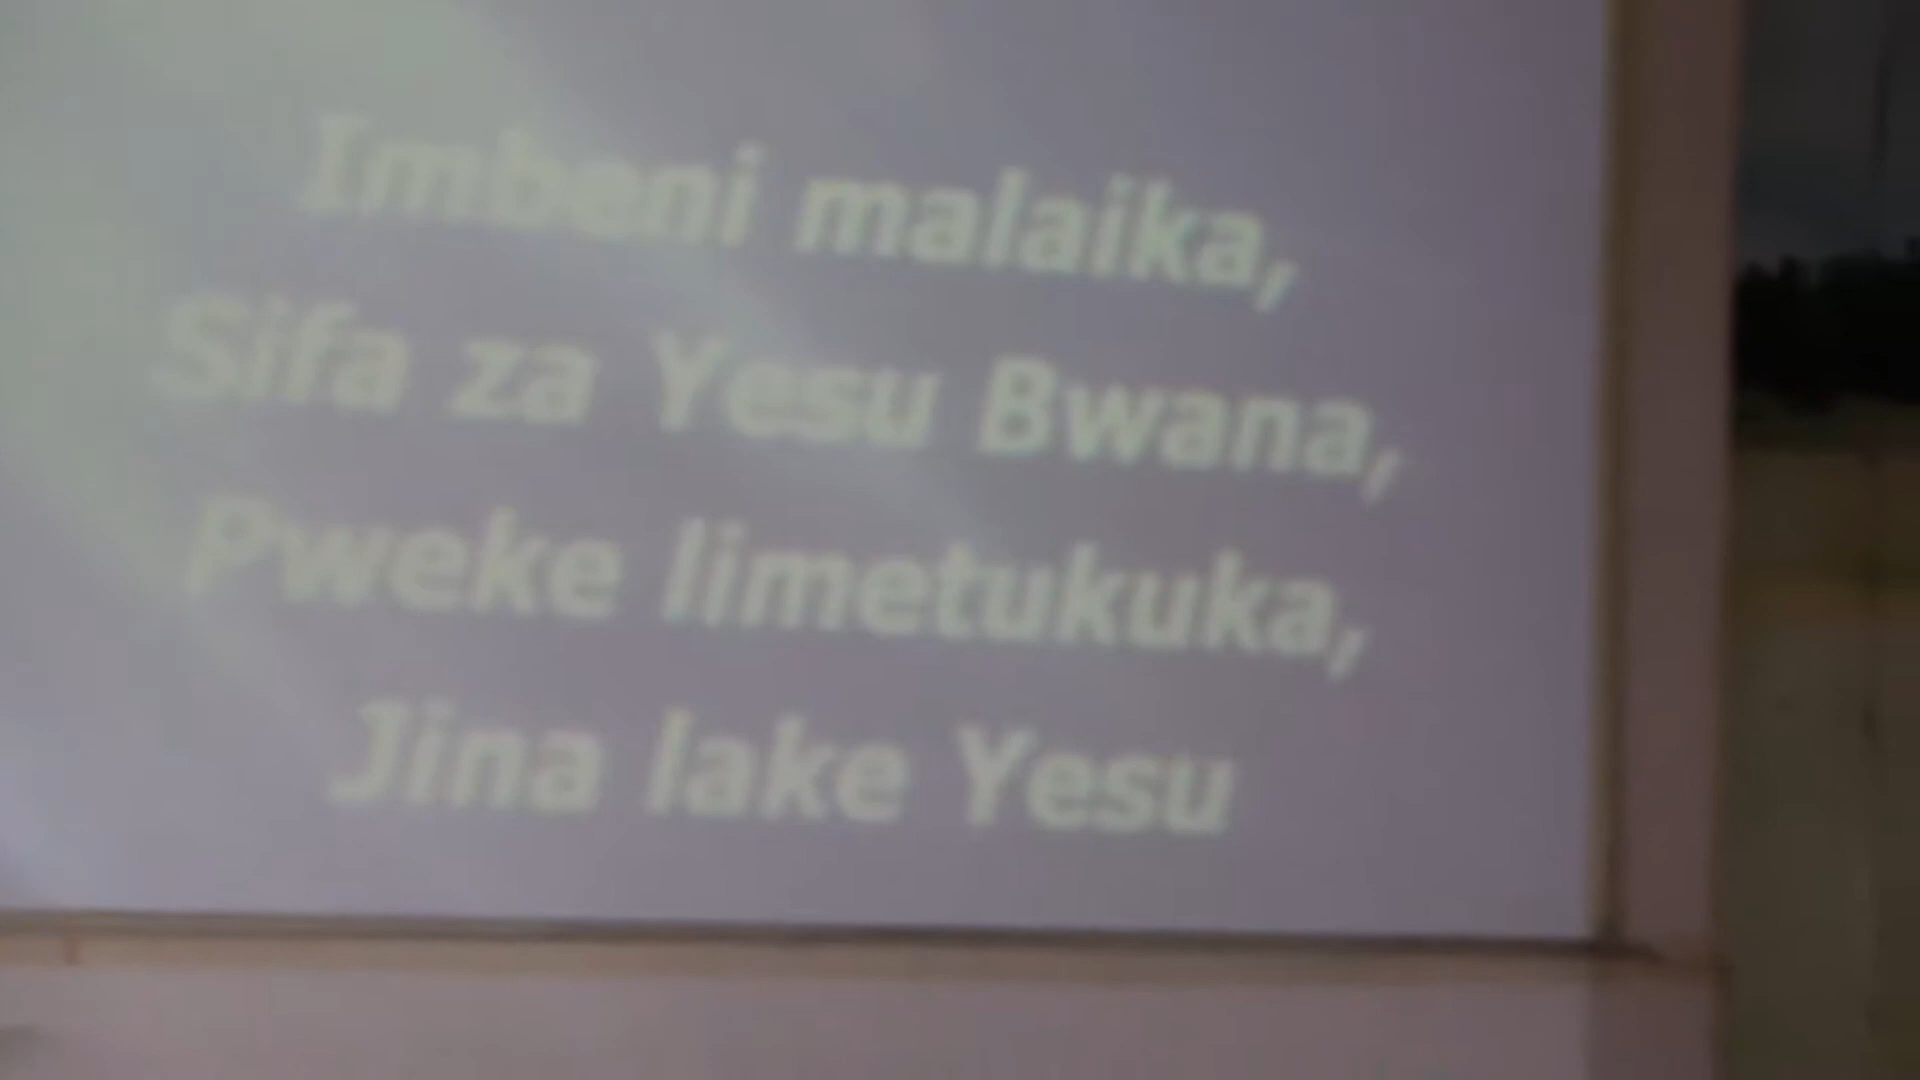 Imbeni malaika,
Sifa za Yesu Bwana,
Pweke limetukuka,
Jina lake Yesu